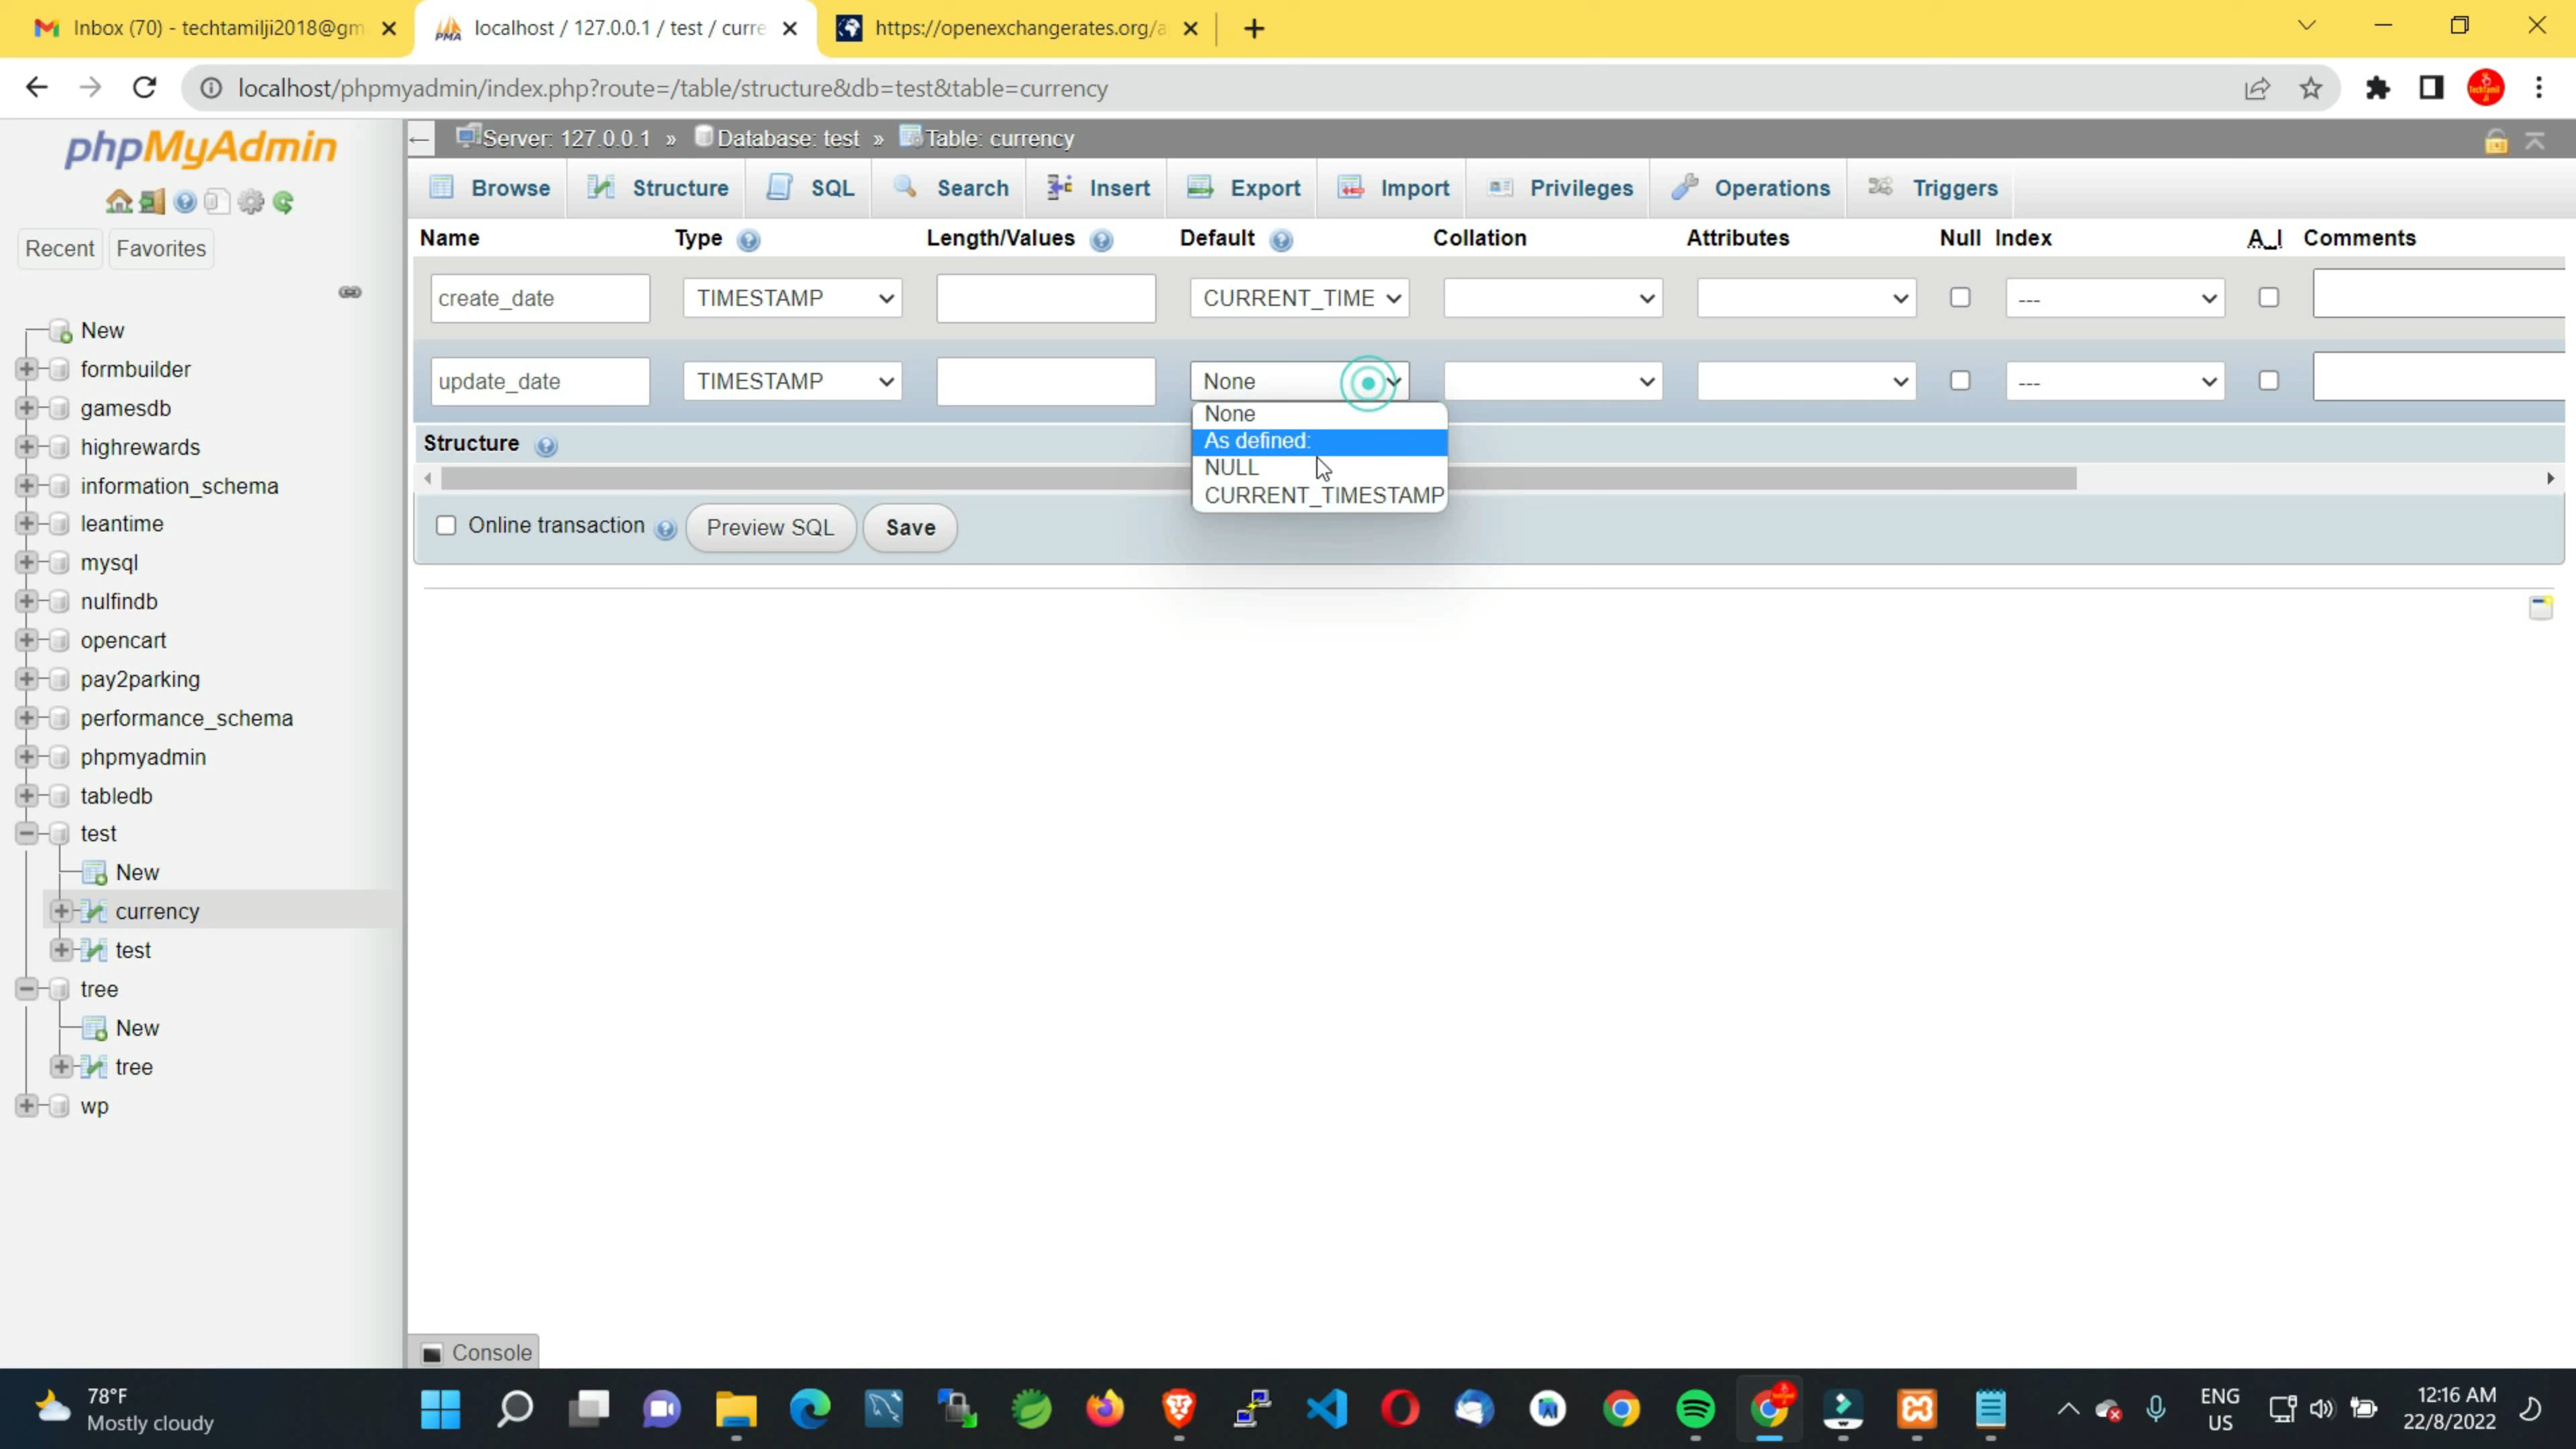 Inbox (70) - techtamilji2018@gm
localhost / 127.0.0.1 / test / curre
https://openexchangerates.org/a
localhost/phpmyadmin/index.php?route=/table/structure&db=test&table=currency
phpMyAdmin
Server: 127.0.0.1 » Database: test » Table: currency
Browse Structure SQL Search Insert Export Import Privileges Operations Triggers
Recent Favorites
Name Type Length/Values Default Collation Attributes Null Index A_I Comments
create_date TIMESTAMP CURRENT_TIME ---
update_date TIMESTAMP None ---
None
As defined:
NULL
CURRENT_TIMESTAMP
Structure
Online transaction Preview SQL Save
New
formbuilder
gamesdb
highrewards
information_schema
leantime
mysql
nulfindb
opencart
pay2parking
performance_schema
phpmyadmin
tabledb
test
New
currency
test
tree
New
tree
wp
Console
78°F
Mostly cloudy
ENG
US
12:16 AM
22/8/2022